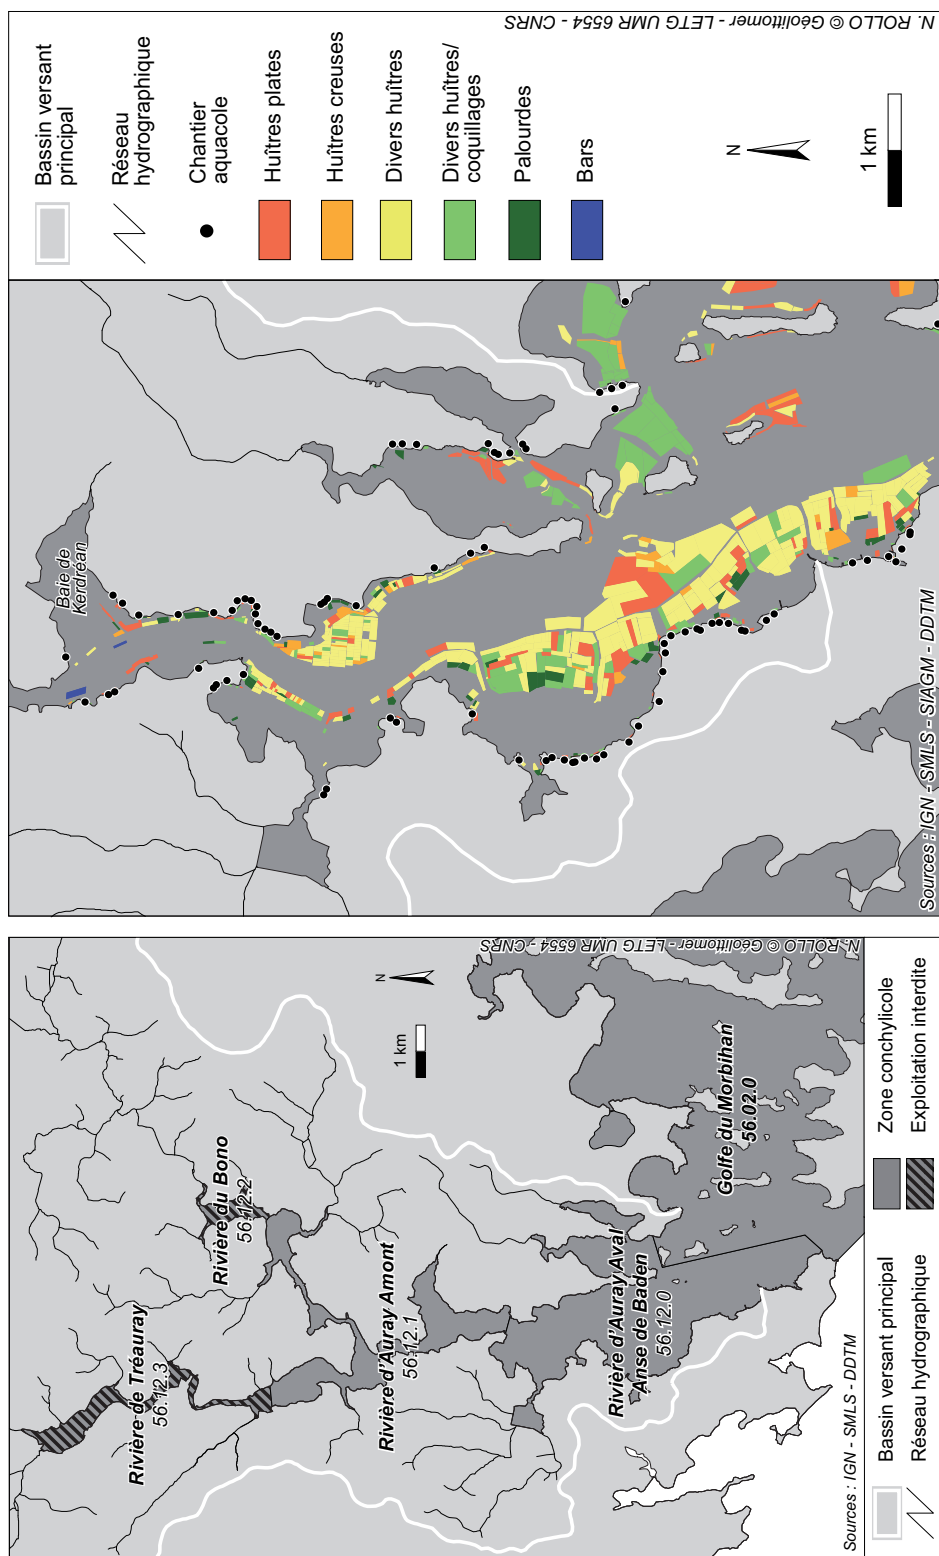 N. ROLLO © Géolittomer - LETG UMR 6554 - CNRS
Bassin versant
principal
Réseau
hydrographique
Chantier
aquacole
Huîtres plates
Huîtres creuses
Divers huîtres
Divers huîtres/
coquillages
Palourdes
Bars
N
1 km
Baie de
Kerdréan
Sources : IGN - SMLS - SIAGM - DDTM
N. ROLLO © Géolittomer - LETG UMR 6554 - CNRS
N
1 km
Rivière du Bono
56.12.2
Rivière de Tréauray
56.12.3
Rivière d'Auray Amont
56.12.1
Rivière d'Auray Aval
Anse de Baden
56.12.0
Golfe du Morbihan
56.02.0
Sources : IGN - SMLS - DDTM
Bassin versant principal
Réseau hydrographique
Zone conchylicole
Exploitation interdite